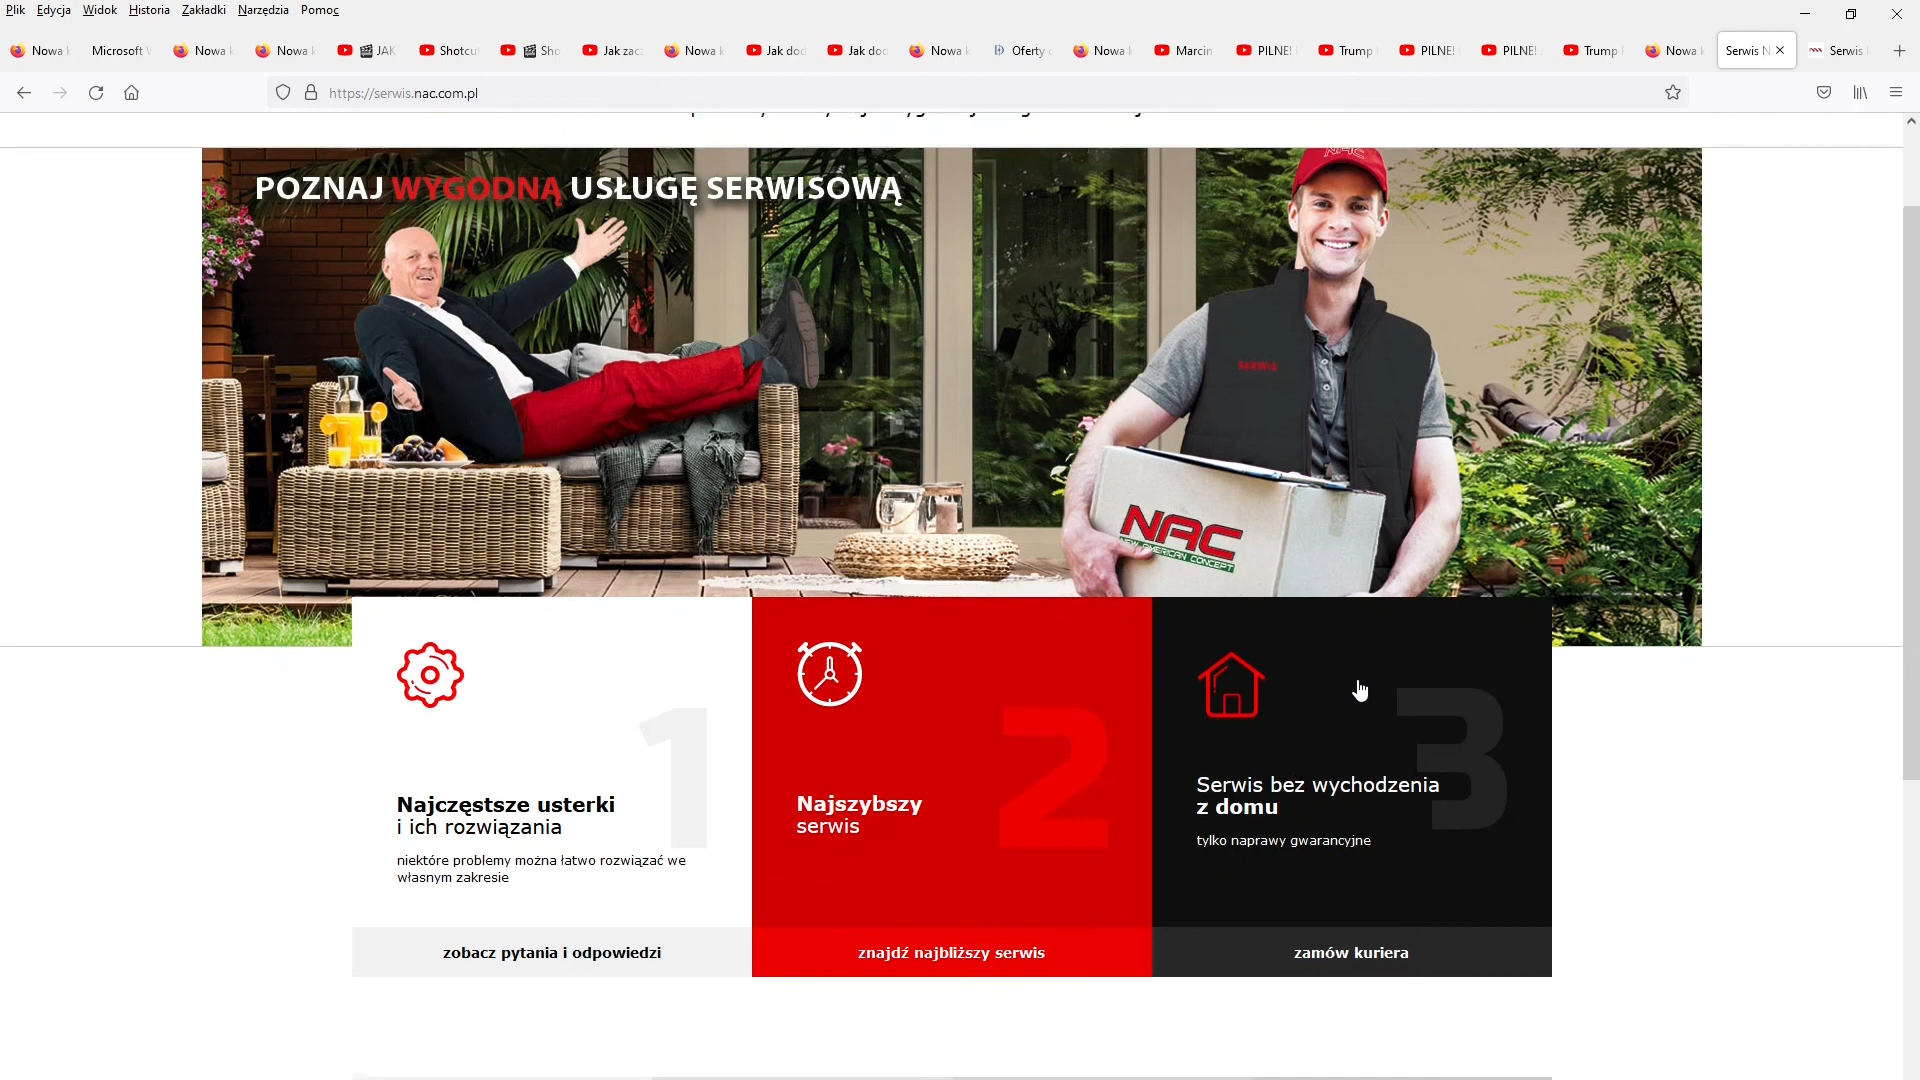 Plik Edycja Widok Historia Zakładki Narzędzia Pomoc
Nowa k Microsoft Nowa k Nowa k JAK Shotcu Sho Jak zac Nowa k Jak dod Jak doo Nowa k Oferty Nowa k Marcin PILNE! Trump PILNE! PILNE! Trump Nowa k Serwis N Serwis
https://serwis.nac.com.pl
POZNAJ WYGODNĄ USŁUGĘ SERWISOWĄ
NAC
SERWIS
NAC
NEW AMERICAN CONCEPT
1
Najczęstsze usterki
i ich rozwiązania
niektóre problemy można łatwo rozwiązać we
własnym zakresie
zobacz pytania i odpowiedzi
2
Najszybszy
serwis
znajdź najbliższy serwis
3
Serwis bez wychodzenia
z domu
tylko naprawy gwarancyjne
zamów kuriera